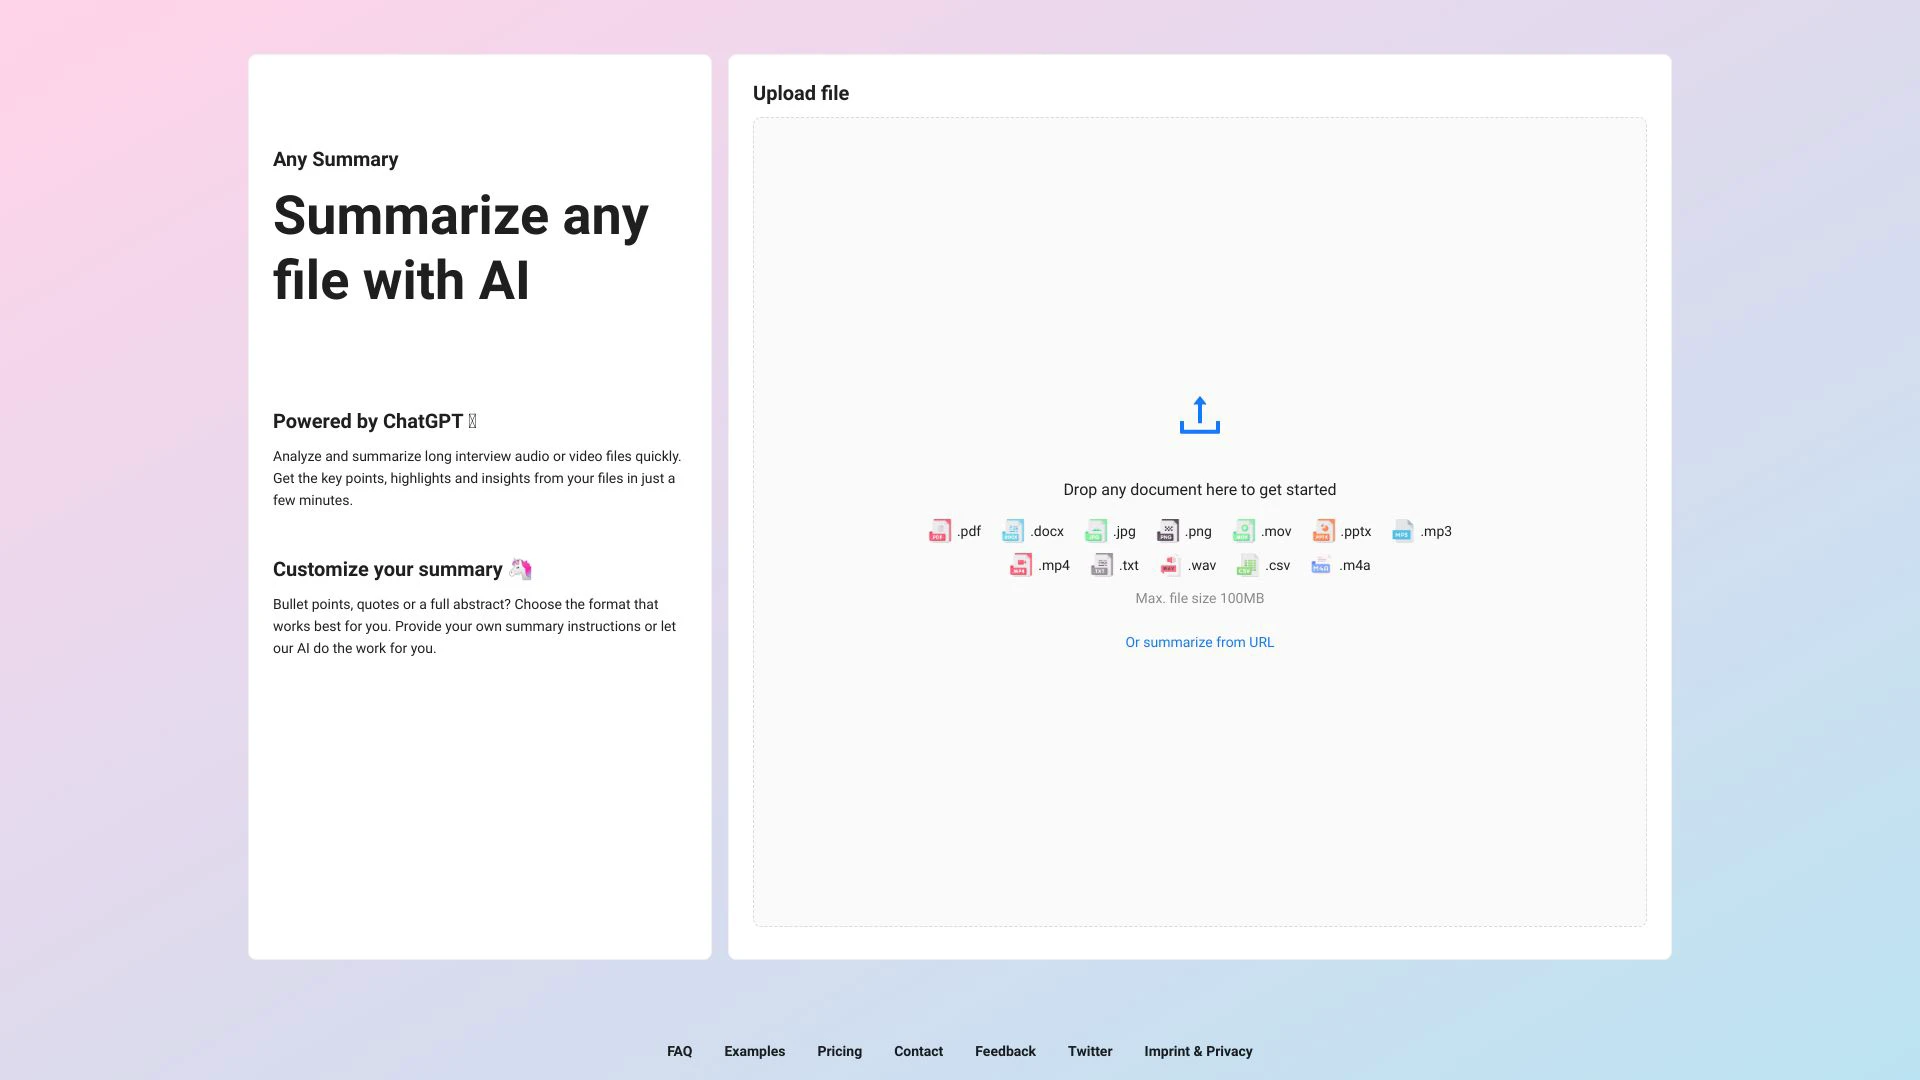 Any Summary
Summarize any
file with AI
Powered by ChatGPT
Analyze and summarize long interview audio or video files quickly.
Get the key points, highlights and insights from your files in just a
few minutes.
Customize your summary 🦄
Bullet points, quotes or a full abstract? Choose the format that
works best for you. Provide your own summary instructions or let
our AI do the work for you.
Upload file
Drop any document here to get started
.pdf .docx .jpg .png .mov .pptx .mp3
.mp4 .txt .wav .csv .m4a
Max. file size 100MB
Or summarize from URL
FAQ Examples Pricing Contact Feedback Twitter Imprint & Privacy